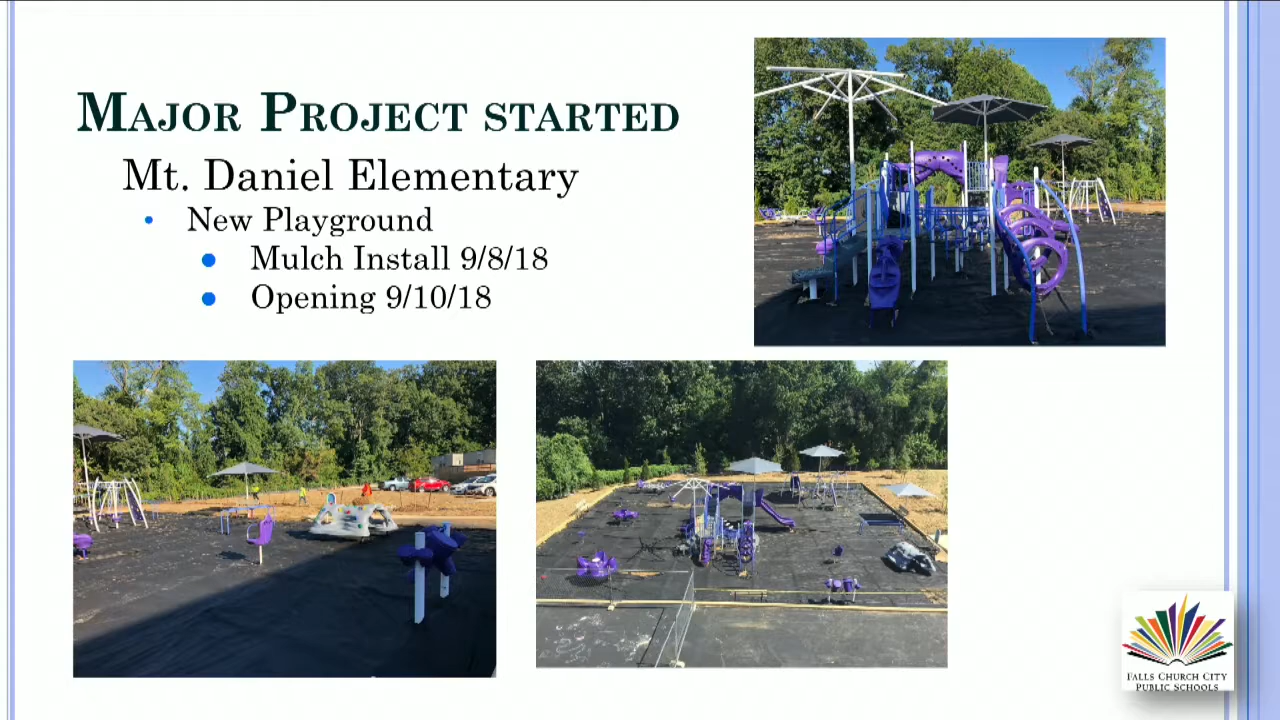 Major Project started
Mt. Daniel Elementary
New Playground
Mulch Install 9/8/18
Opening 9/10/18
Falls Church City
Public Schools